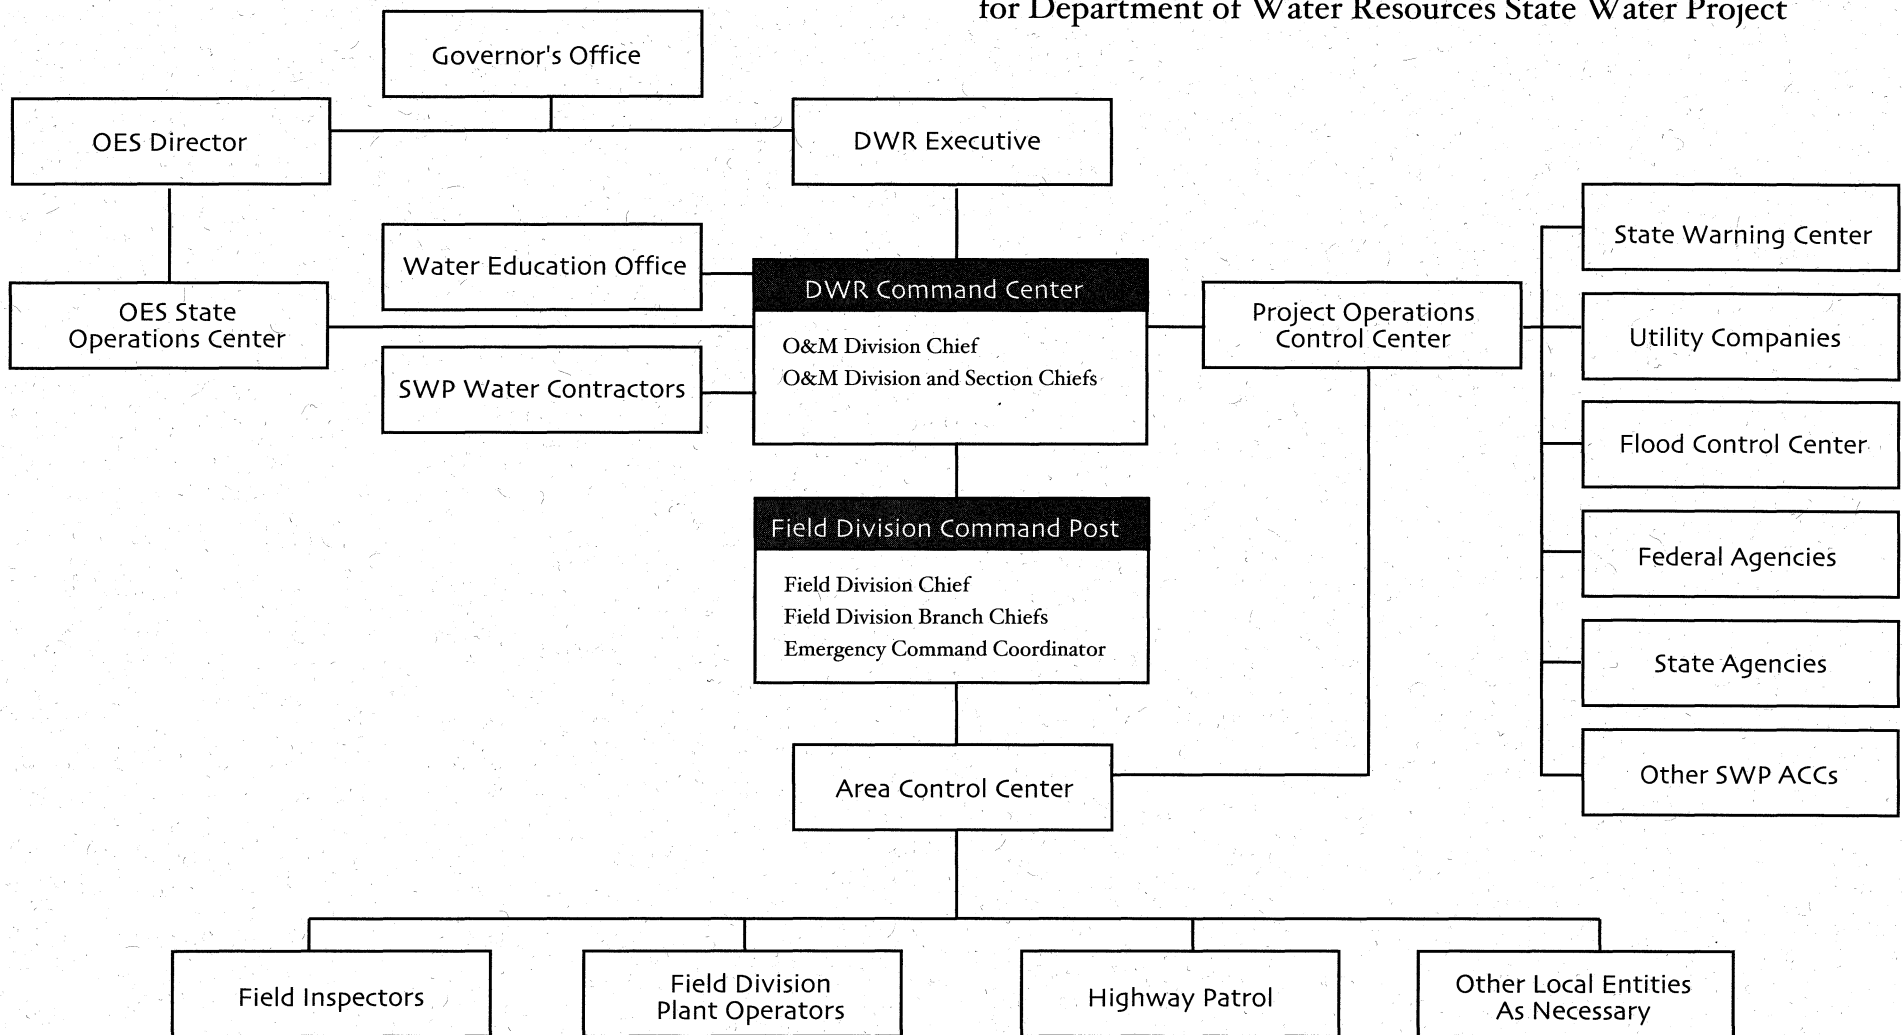 for Department of Water Resources State Water Project
Governor's Office
OES Director
DWR Executive
State Warning Center
Water Education Office
DWR Command Center
OES State
Operations Center
Project Operations
Control Center
Utility Companies
O&M Division Chief
O&M Division and Section Chiefs
SWP Water Contractors
Flood Control Center
Field Division Command Post
Federal Agencies
Field Division Chief
Field Division Branch Chiefs
Emergency Command Coordinator
State Agencies
Area Control Center
Other SWP ACCs
Field Inspectors
Field Division
Plant Operators
Highway Patrol
Other Local Entities
As Necessary